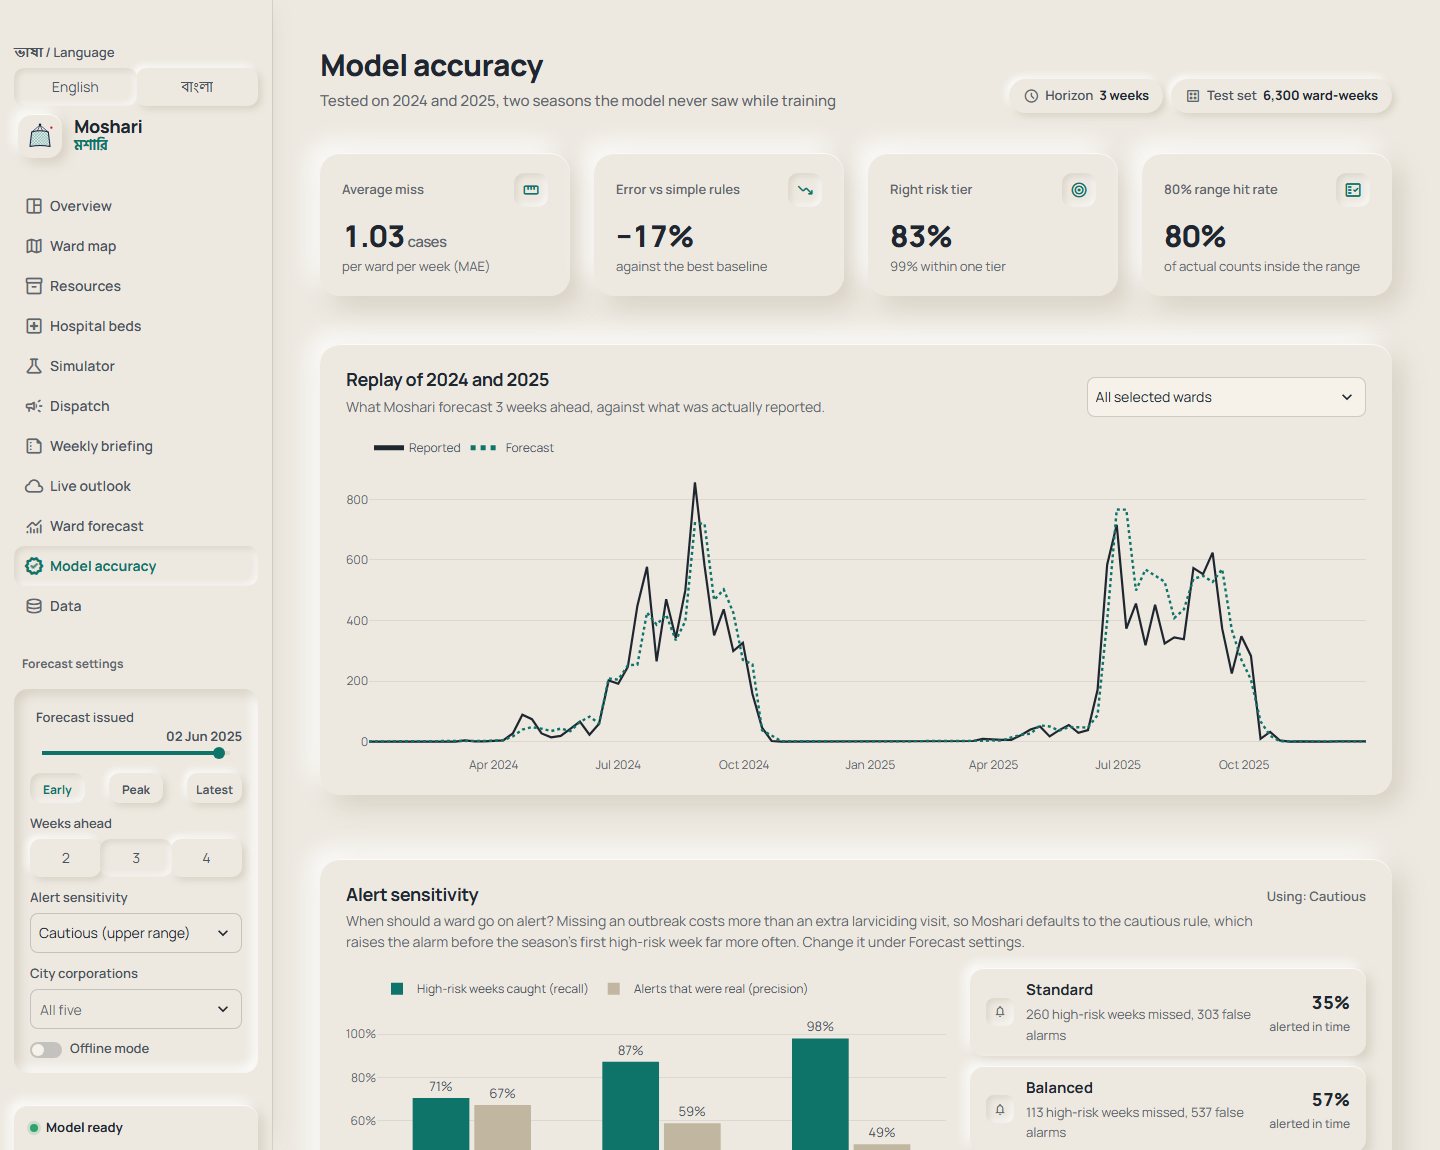 ভাষা / Language
English
বাংলা
Moshari
মশারি
Overview
Ward map
Resources
Hospital beds
Simulator
Dispatch
Weekly briefing
Live outlook
Ward forecast
Model accuracy
Data
Forecast settings
Forecast issued
02 Jun 2025
Early
Peak
Latest
Weeks ahead
2
3
4
Alert sensitivity
Cautious (upper range)
City corporations
All five
Offline mode
Model ready
Model accuracy
Tested on 2024 and 2025, two seasons the model never saw while training
Horizon 3 weeks
Test set 6,300 ward-weeks
Average miss
1.03 cases
per ward per week (MAE)
Error vs simple rules
−17%
against the best baseline
Right risk tier
83%
99% within one tier
80% range hit rate
80%
of actual counts inside the range
Replay of 2024 and 2025
What Moshari forecast 3 weeks ahead, against what was actually reported.
All selected wards
Reported
Forecast
800
600
400
200
0
Apr 2024
Jul 2024
Oct 2024
Jan 2025
Apr 2025
Jul 2025
Oct 2025
Alert sensitivity
Using: Cautious
When should a ward go on alert? Missing an outbreak costs more than an extra larviciding visit, so Moshari defaults to the cautious rule, which
raises the alarm before the season's first high-risk week far more often. Change it under Forecast settings.
High-risk weeks caught (recall)
Alerts that were real (precision)
100%
80%
60%
71%
67%
87%
59%
98%
49%
Standard
260 high-risk weeks missed, 303 false
alarms
35%
alerted in time
Balanced
113 high-risk weeks missed, 537 false
alarms
57%
alerted in time